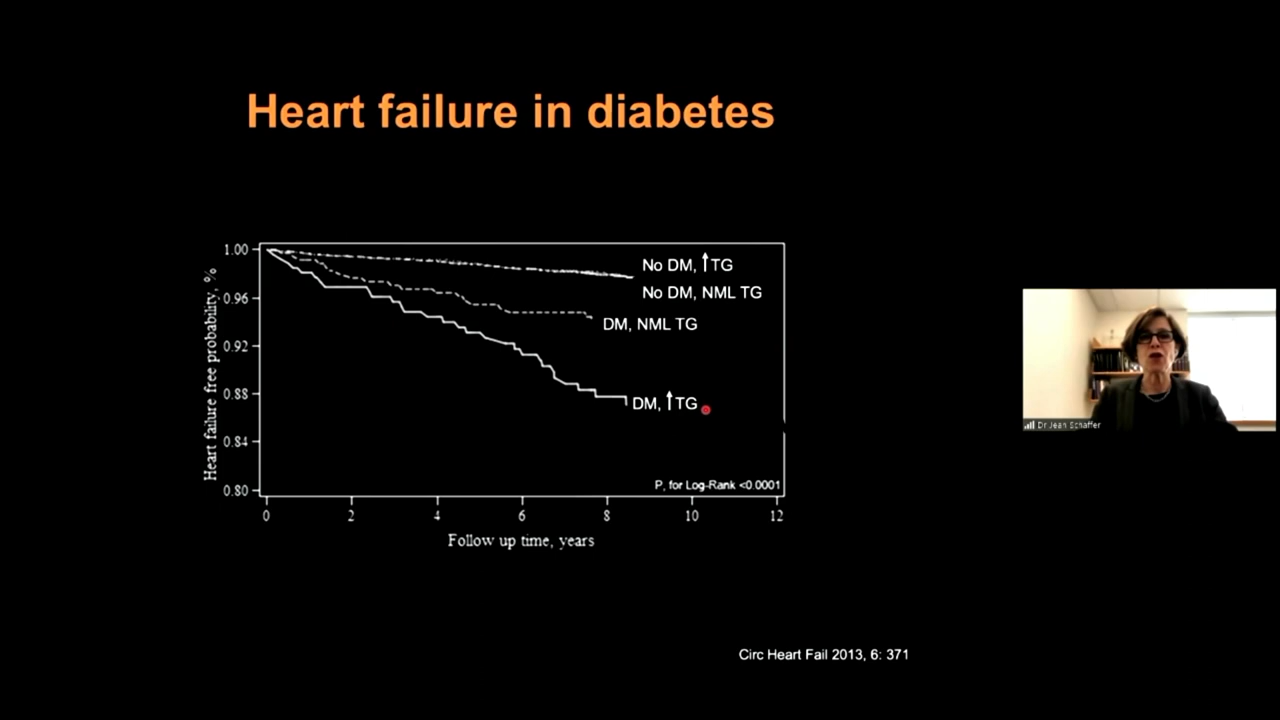 Heart failure in diabetes
Heart failure free probability, %
1.00
0.96
0.92
0.88
0.84
0.80
No DM, ↑TG
No DM, NML TG
DM, NML TG
DM, ↑TG
P, for Log-Rank <0.0001
0 2 4 6 8 10 12
Follow up time, years
Circ Heart Fail 2013, 6: 371
Dr Jean Schaffer